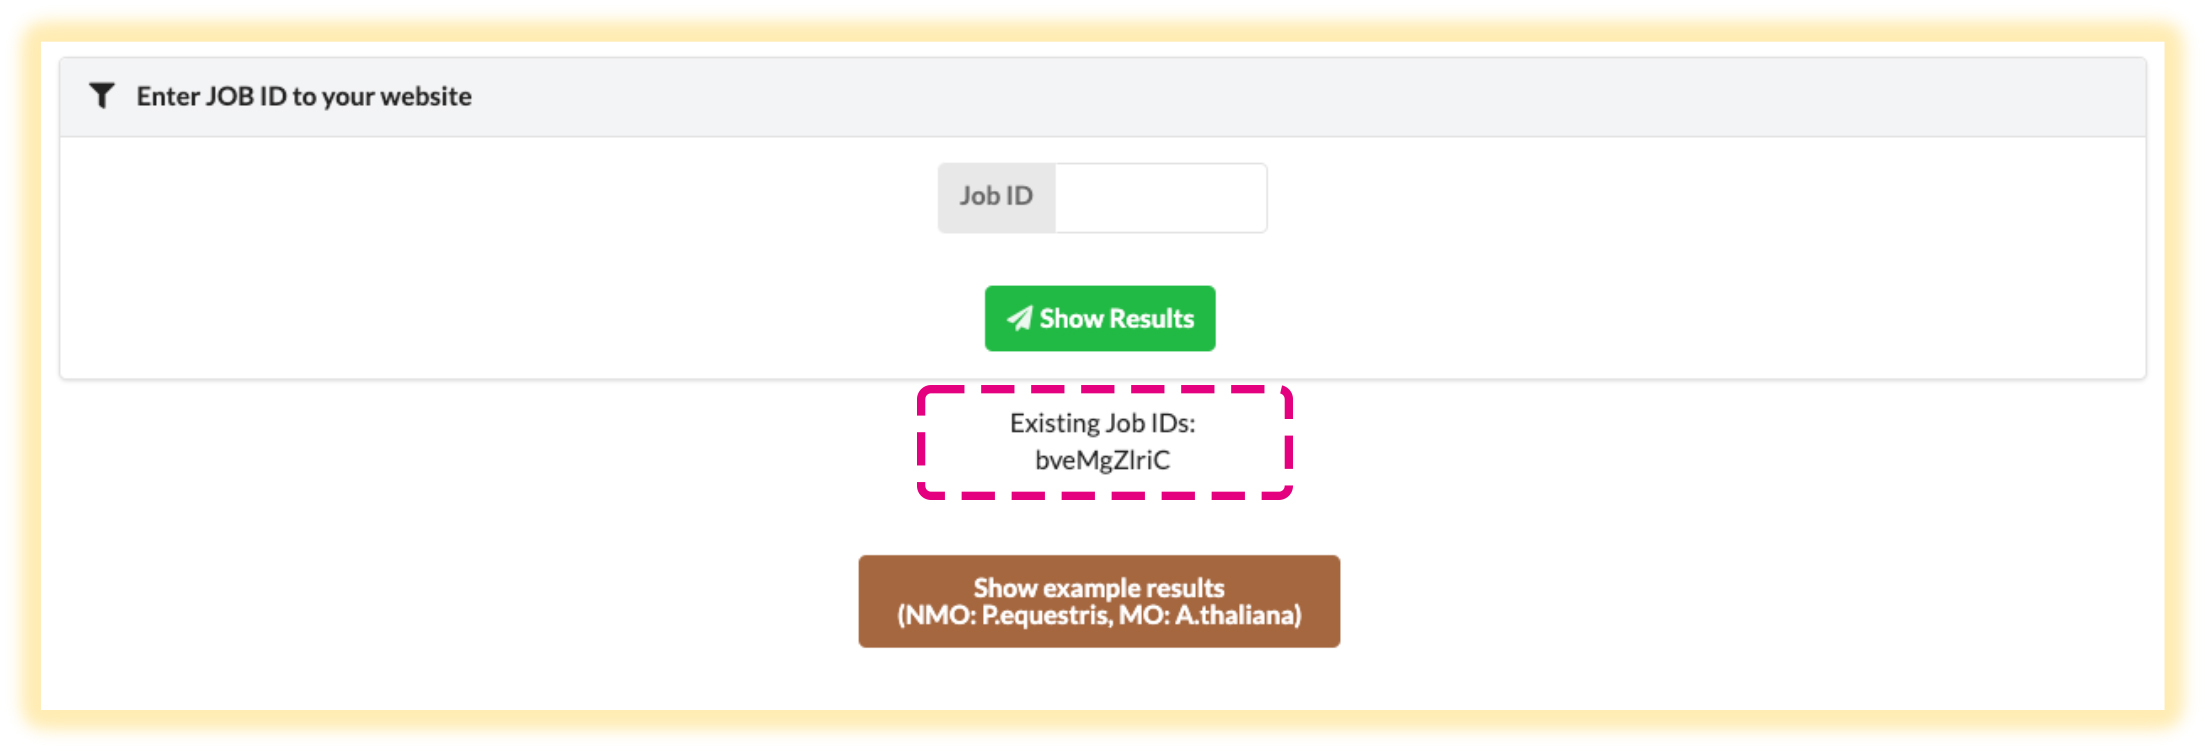 Enter JOB ID to your website
Job ID
Show Results
Existing Job IDs:
bveMgZlriC
Show example results
(NMO: P.equestris, MO: A.thaliana)